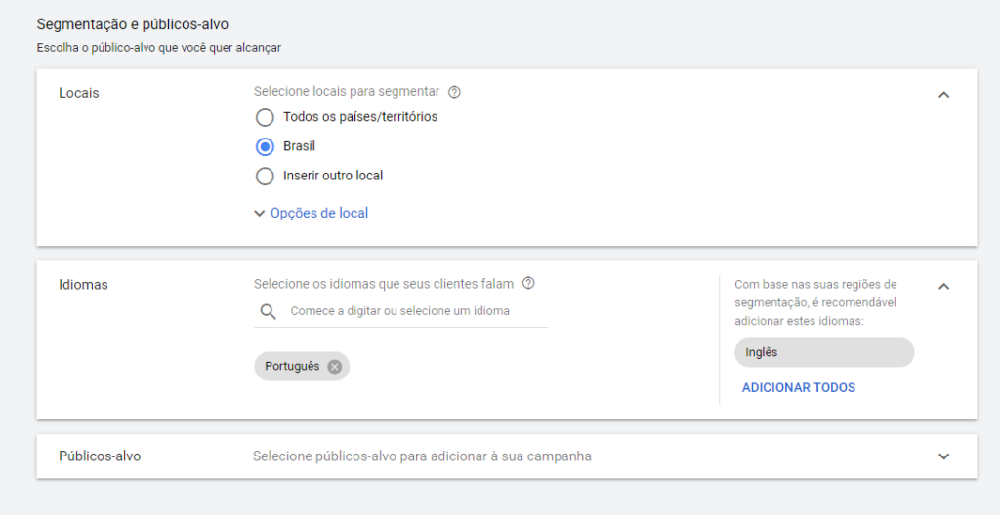 Segmentação e públicos-alvo
Escolha o público-alvo que você quer alcançar
Locais
Selecione locais para segmentar
Todos os países/territórios
Brasil
Inserir outro local
Opções de local
Idiomas
Selecione os idiomas que seus clientes falam
Comece a digitar ou selecione um idioma
Português
Com base nas suas regiões de
segmentação, é recomendável
adicionar estes idiomas:
Inglês
ADICIONAR TODOS
Públicos-alvo
Selecione públicos-alvo para adicionar à sua campanha